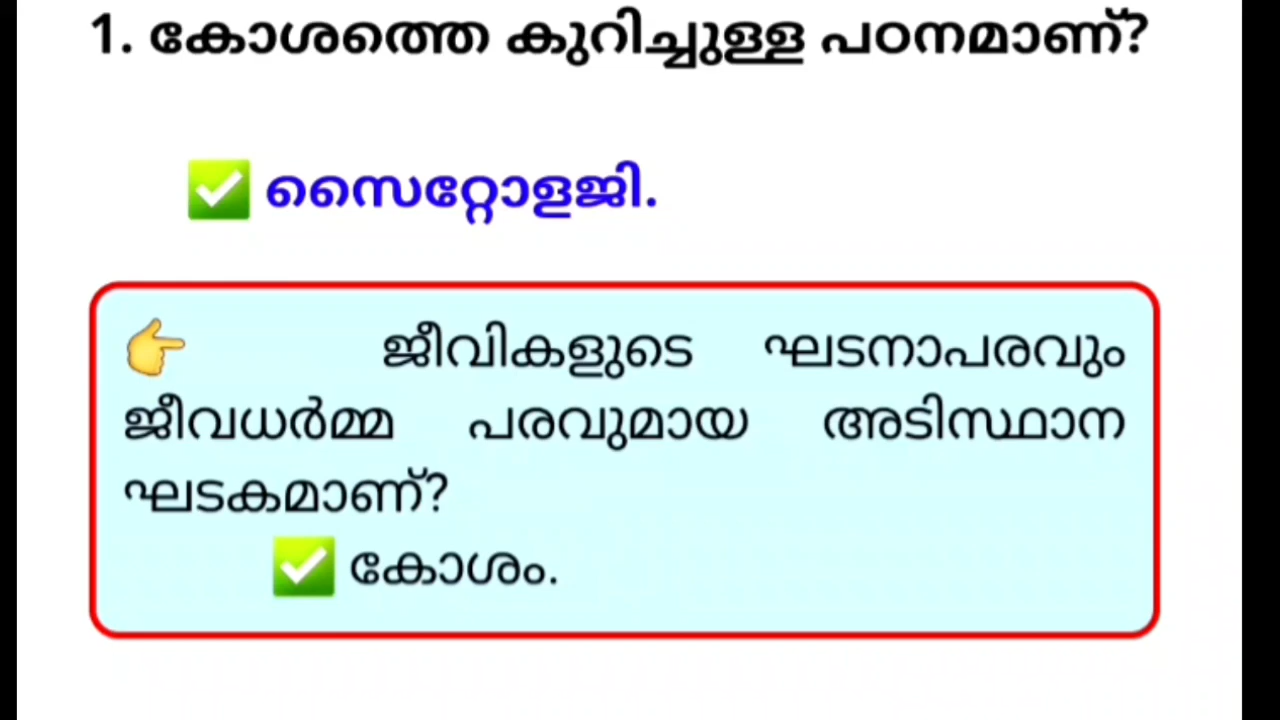 1. കോശത്തെ കുറിച്ചുള്ള പഠനമാണ്?
✅ സൈറ്റോളജി.
👉 ജീവികളുടെ ഘടനാപരവും
ജീവധർമ്മ പരവുമായ അടിസ്ഥാന
ഘടകമാണ്?
✅ കോശം.